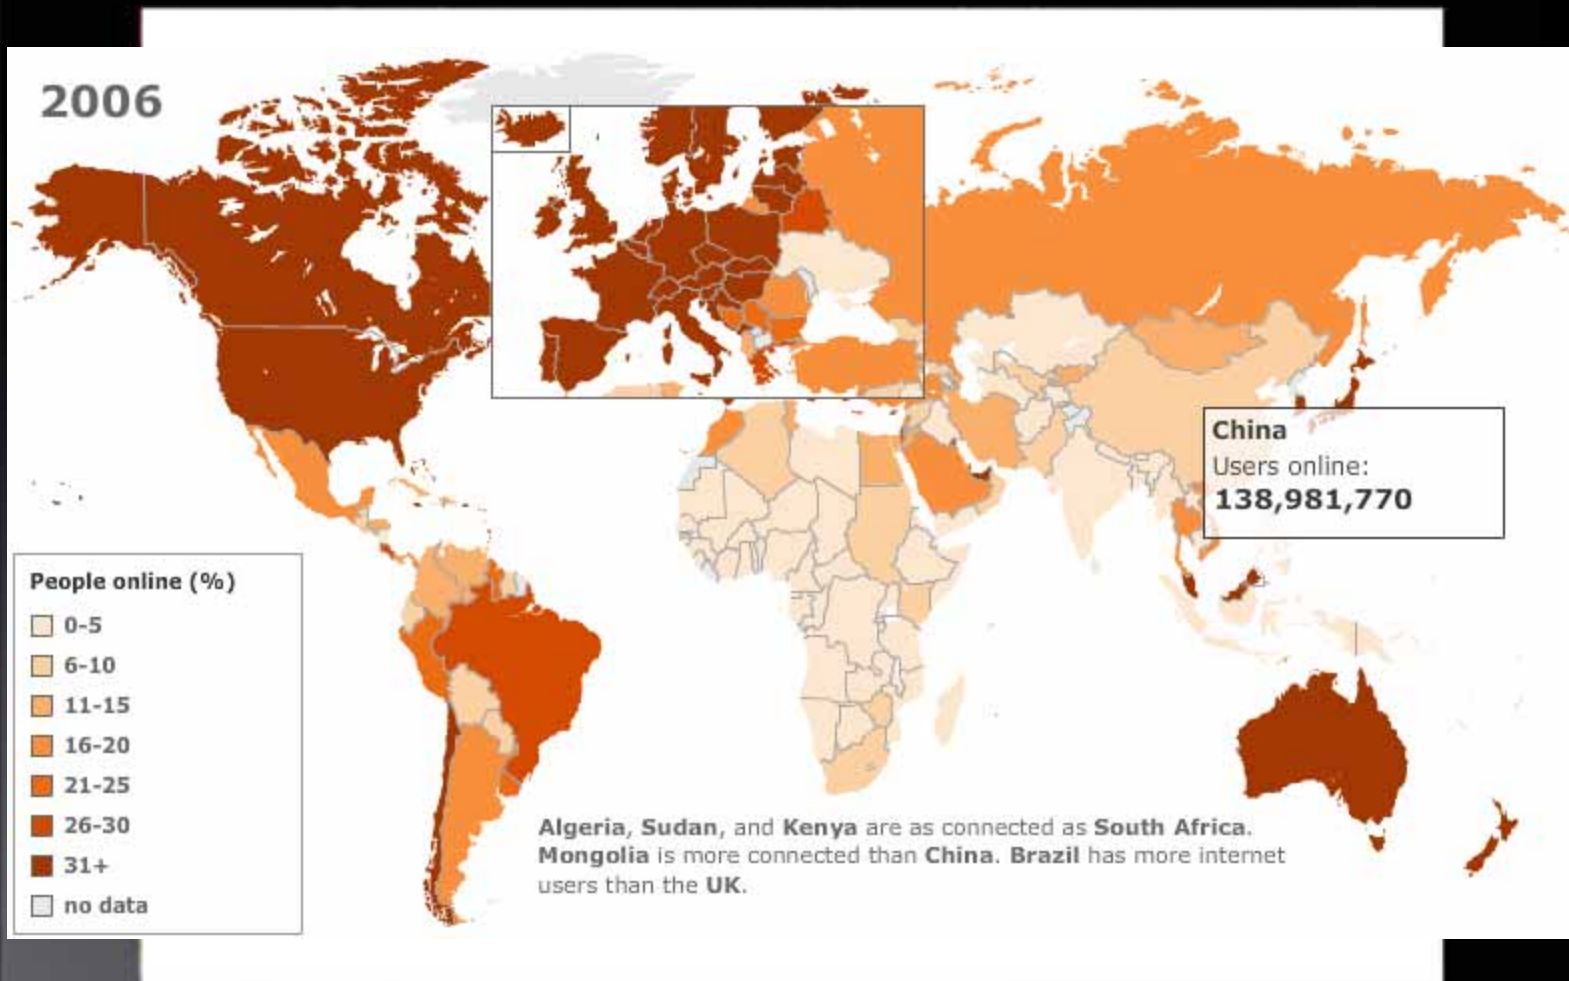 2006
China
Users online:
138,981,770
People online (%)
0-5
6-10
11-15
16-20
21-25
26-30
31+
no data
Algeria, Sudan, and Kenya are as connected as South Africa.
Mongolia is more connected than China. Brazil has more internet
users than the UK.